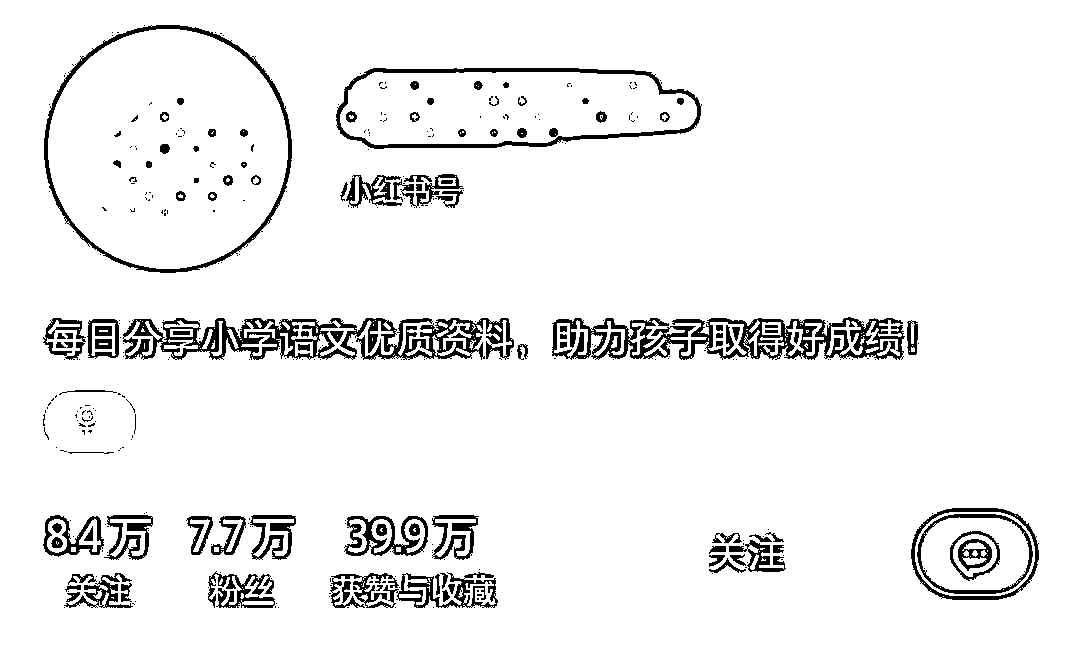 小红书号
每日分享小学语文优质资料，助力孩子取得好成绩！
8.4万 7.7万 39.9万
关注 粉丝 获赞与收藏
关注